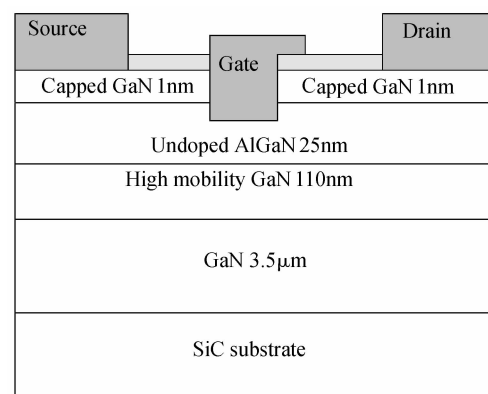 Source
Drain
Gate
Capped GaN 1nm
Capped GaN 1nm
Undoped AlGaN 25nm
High mobility GaN 110nm
GaN 3.5μm
SiC substrate